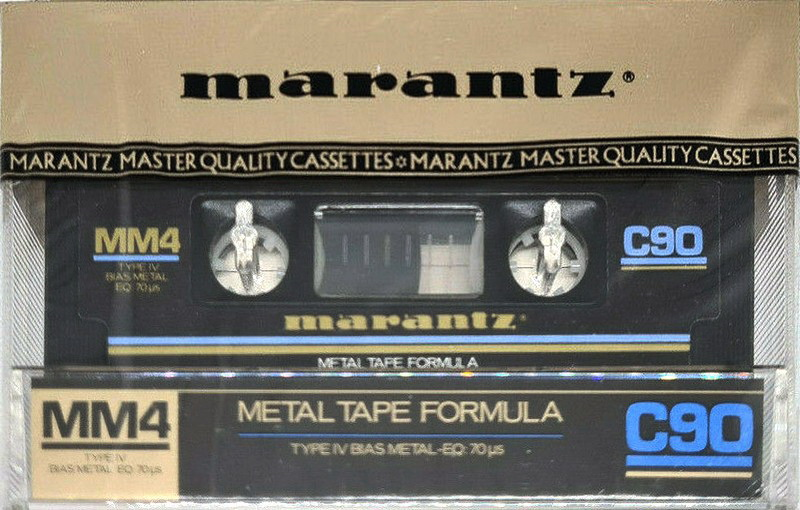 marantz®
MARANTZ MASTER QUALITY CASSETTES✡MARANTZ MASTER QUALITY CASSETTES
MM4
TYPE IV
BIAS METAL
EQ: 70μs
C90
marantz®
METAL TAPE FORMULA
MM4
TYPE IV
BIAS METAL EQ: 70μs
METAL TAPE FORMULA
TYPE IV BIAS METAL-EQ: 70μs
C90